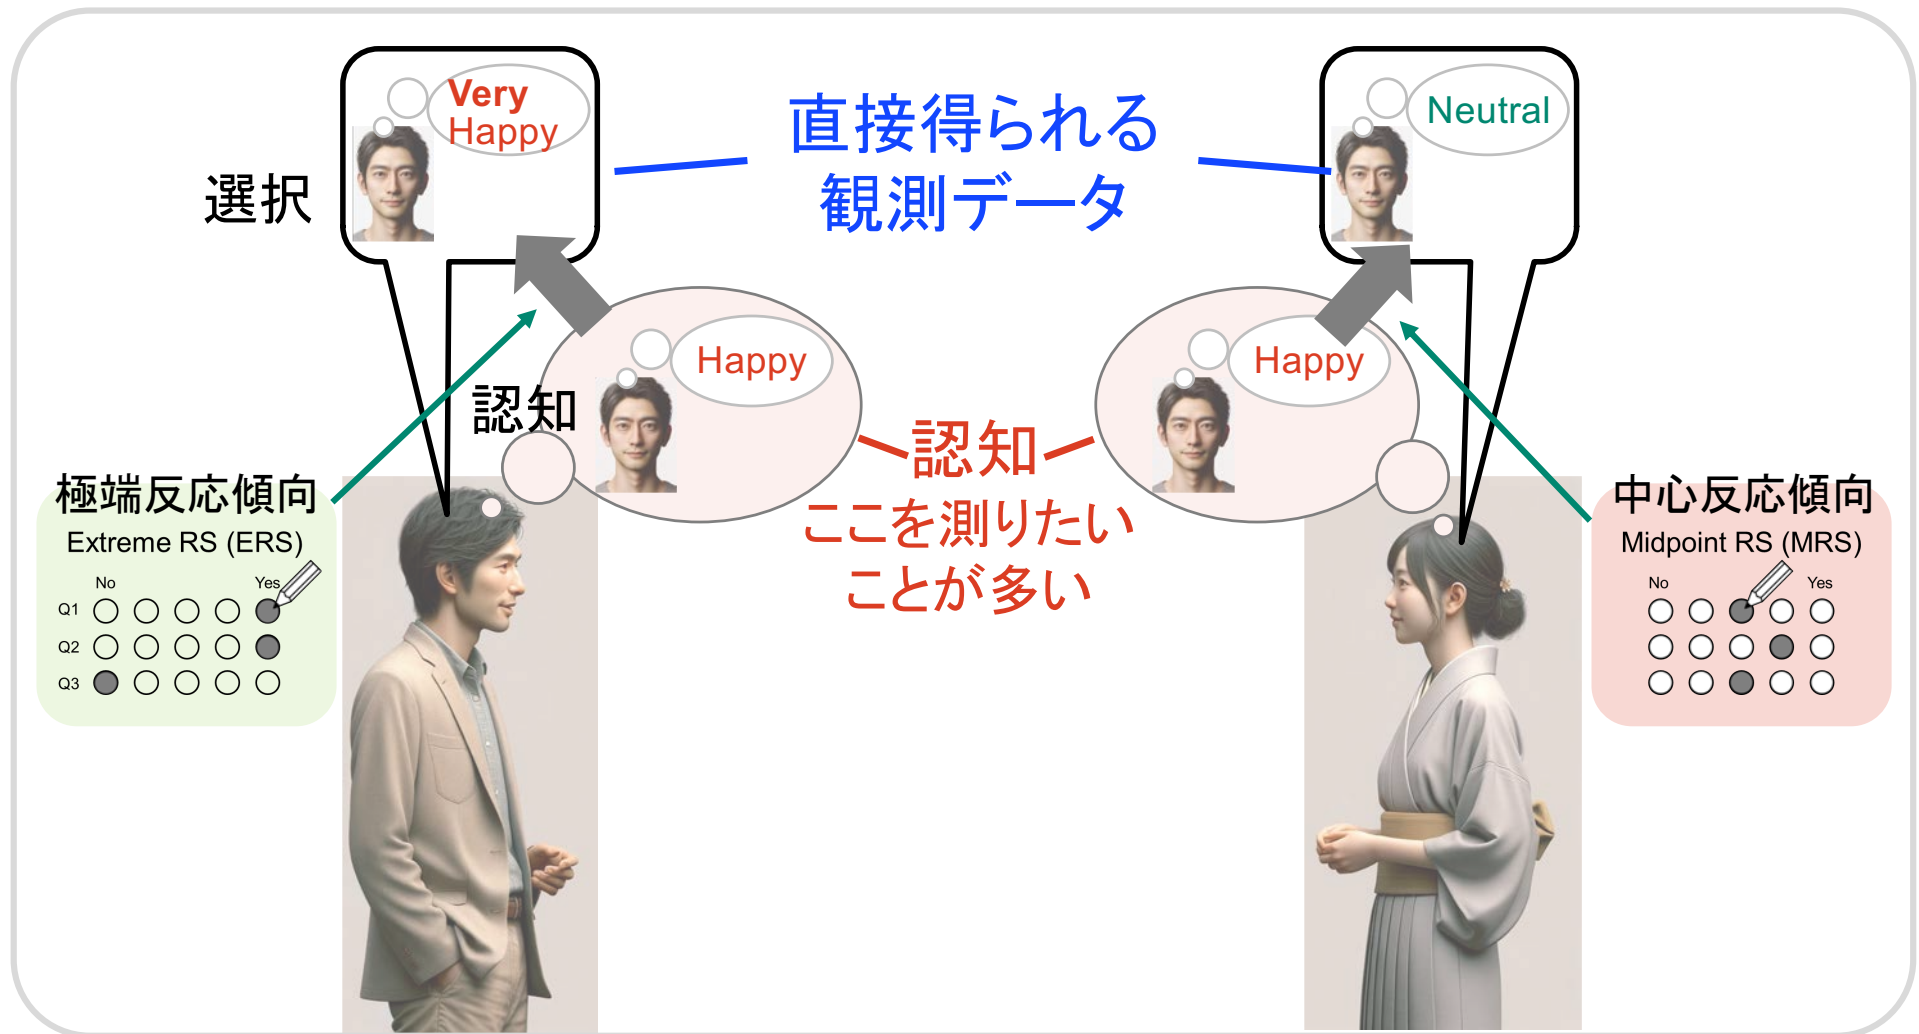 Very
Happy
選択
直接得られる
観測データ
Neutral
Happy
認知
Happy
認知
ここを測りたい
ことが多い
極端反応傾向
Extreme RS (ERS)
No Yes
Q1
Q2
Q3
中心反応傾向
Midpoint RS (MRS)
No Yes